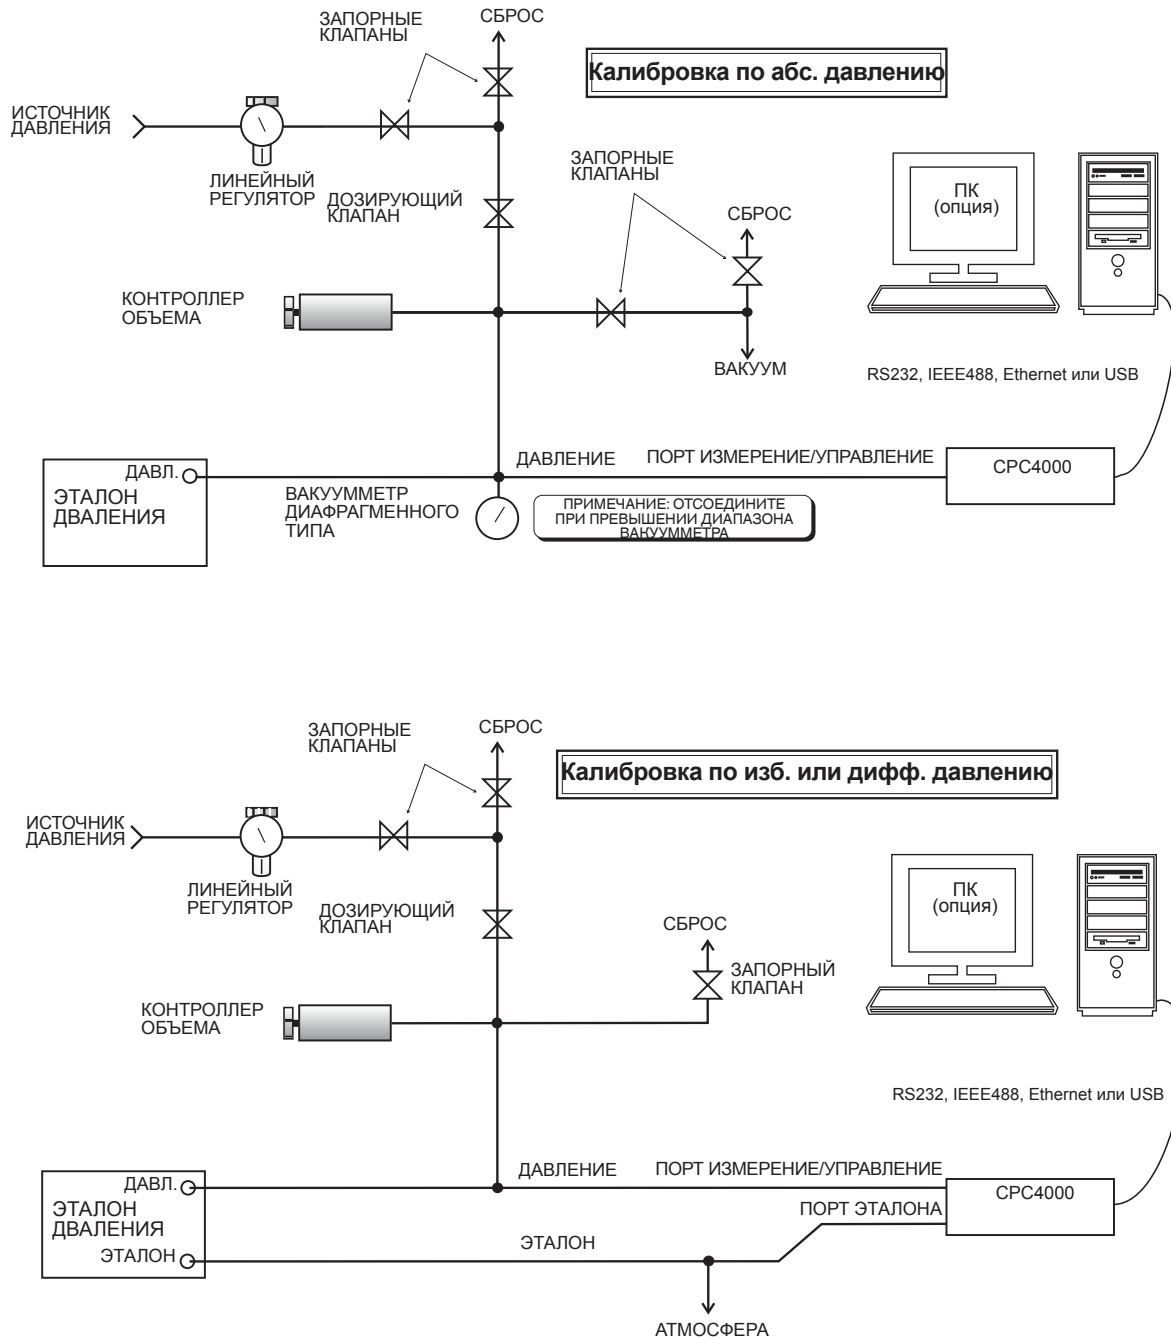 ЗАПОРНЫЕ
КЛАПАНЫ
СБРОС
Калибровка по абс. давлению
ИСТОЧНИК
ДАВЛЕНИЯ
ЛИНЕЙНЫЙ
РЕГУЛЯТОР
ДОЗИРУЮЩИЙ
КЛАПАН
ЗАПОРНЫЕ
КЛАПАНЫ
СБРОС
ПК
(опция)
КОНТРОЛЛЕР
ОБЪЕМА
ВАКУУМ
RS232, IEEE488, Ethernet или USB
ДАВЛ.
ЭТАЛОН
ДВАЛЕНИЯ
ДАВЛЕНИЕ
ПОРТ ИЗМЕРЕНИЕ/УПРАВЛЕНИЕ
CPC4000
ВАКУУММЕТР
ДИАФРАГМЕННОГО
ТИПА
ПРИМЕЧАНИЕ: ОТСОЕДИНИТЕ
ПРИ ПРЕВЫШЕНИИ ДИАПАЗОНА
ВАКУУММЕТРА
ЗАПОРНЫЕ
КЛАПАНЫ
СБРОС
Калибровка по изб. или дифф. давлению
ИСТОЧНИК
ДАВЛЕНИЯ
ЛИНЕЙНЫЙ
РЕГУЛЯТОР
ДОЗИРУЮЩИЙ
КЛАПАН
СБРОС
ЗАПОРНЫЙ
КЛАПАН
ПК
(опция)
КОНТРОЛЛЕР
ОБЪЕМА
RS232, IEEE488, Ethernet или USB
ДАВЛ.
ЭТАЛОН
ДВАЛЕНИЯ
ЭТАЛОН
ДАВЛЕНИЕ
ПОРТ ИЗМЕРЕНИЕ/УПРАВЛЕНИЕ
CPC4000
ПОРТ ЭТАЛОНА
ЭТАЛОН
АТМОСФЕРА